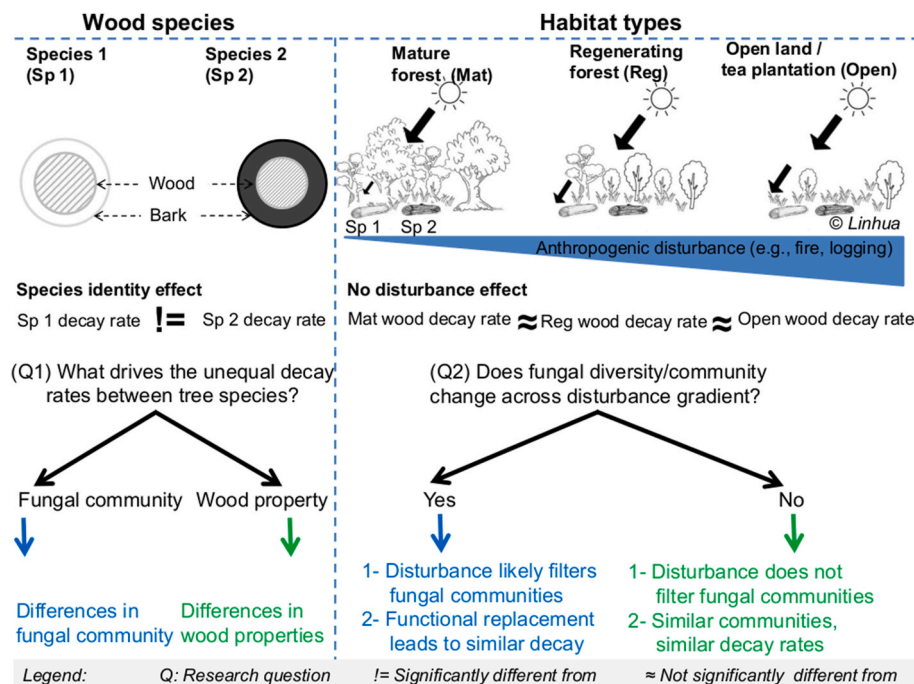 Wood species
Habitat types
Species 1
(Sp 1)
Species 2
(Sp 2)
Mature
forest (Mat)
Regenerating
forest (Reg)
Open land /
tea plantation (Open)
Wood
Bark
Sp 1
Sp 2
© Linhua
Anthropogenic disturbance (e.g., fire, logging)
Species identity effect
Sp 1 decay rate != Sp 2 decay rate
No disturbance effect
Mat wood decay rate ≈ Reg wood decay rate ≈ Open wood decay rate
(Q1) What drives the unequal decay
rates between tree species?
Fungal community
Wood property
Differences in
fungal community
Differences in
wood properties
(Q2) Does fungal diversity/community
change across disturbance gradient?
Yes
No
1- Disturbance likely filters
fungal communities
2- Functional replacement
leads to similar decay
1- Disturbance does not
filter fungal communities
2- Similar communities,
similar decay rates
Legend: Q: Research question != Significantly different from ≈ Not significantly different from